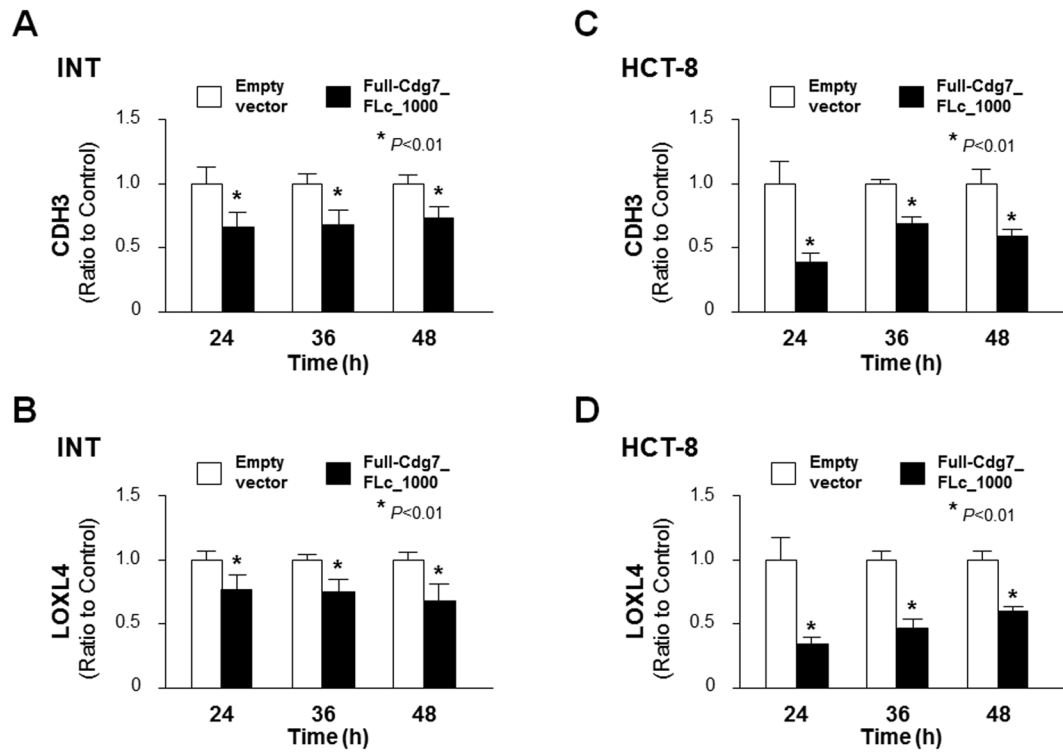 A
INT
Empty vector
Full-Cdg7_
FLc_1000
* P<0.01
CDH3
(Ratio to Control)
1.5
1.0
0.5
0
*
*
*
24
36
48
Time (h)
C
HCT-8
Empty vector
Full-Cdg7_
FLc_1000
* P<0.01
CDH3
(Ratio to Control)
1.5
1.0
0.5
0
*
*
*
24
36
48
Time (h)
B
INT
Empty vector
Full-Cdg7_
FLc_1000
* P<0.01
LOXL4
(Ratio to Control)
1.5
1.0
0.5
0
*
*
*
24
36
48
Time (h)
D
HCT-8
Empty vector
Full-Cdg7_
FLc_1000
* P<0.01
LOXL4
(Ratio to Control)
1.5
1.0
0.5
0
*
*
*
24
36
48
Time (h)